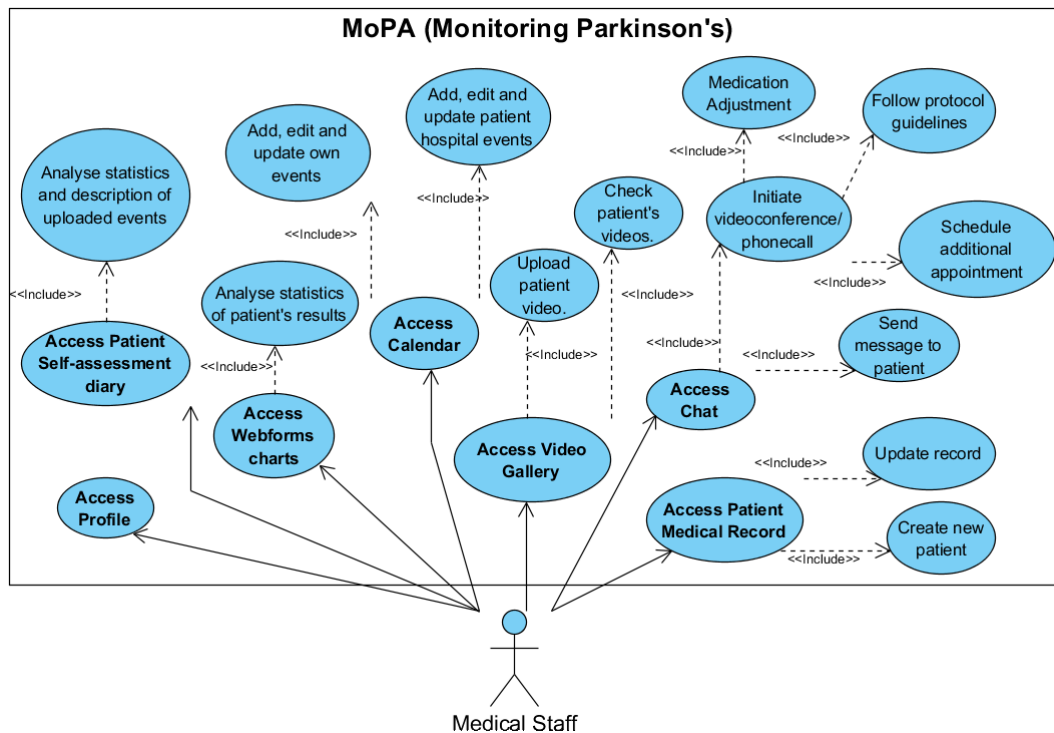 MoPA (Monitoring Parkinson's)
Analyse statistics
and description of
uploaded events
<<Include>>
Access Patient
Self-assessment
diary
Access
Profile
Add, edit and
update own
events
<<Include>>
Analyse statistics
of patient's results
<<Include>>
Access
Webforms
charts
Add, edit and
update patient
hospital events
<<Include>>
Access
Calendar
Upload
patient
video.
<<Include>>
Check
patient's
videos.
<<Include>>
Access Video
Gallery
Medication
Adjustment
<<Include>>
Follow protocol
guidelines
<<Include>>
Initiate
videoconference/
phonecall
Schedule
additional
appointment
<<Include>>
<<Include>>
Access
Chat
Send
message to
patient
<<Include>>
Update record
<<Include>>
Access Patient
Medical Record
Create new
patient
<<Include>>
Medical Staff